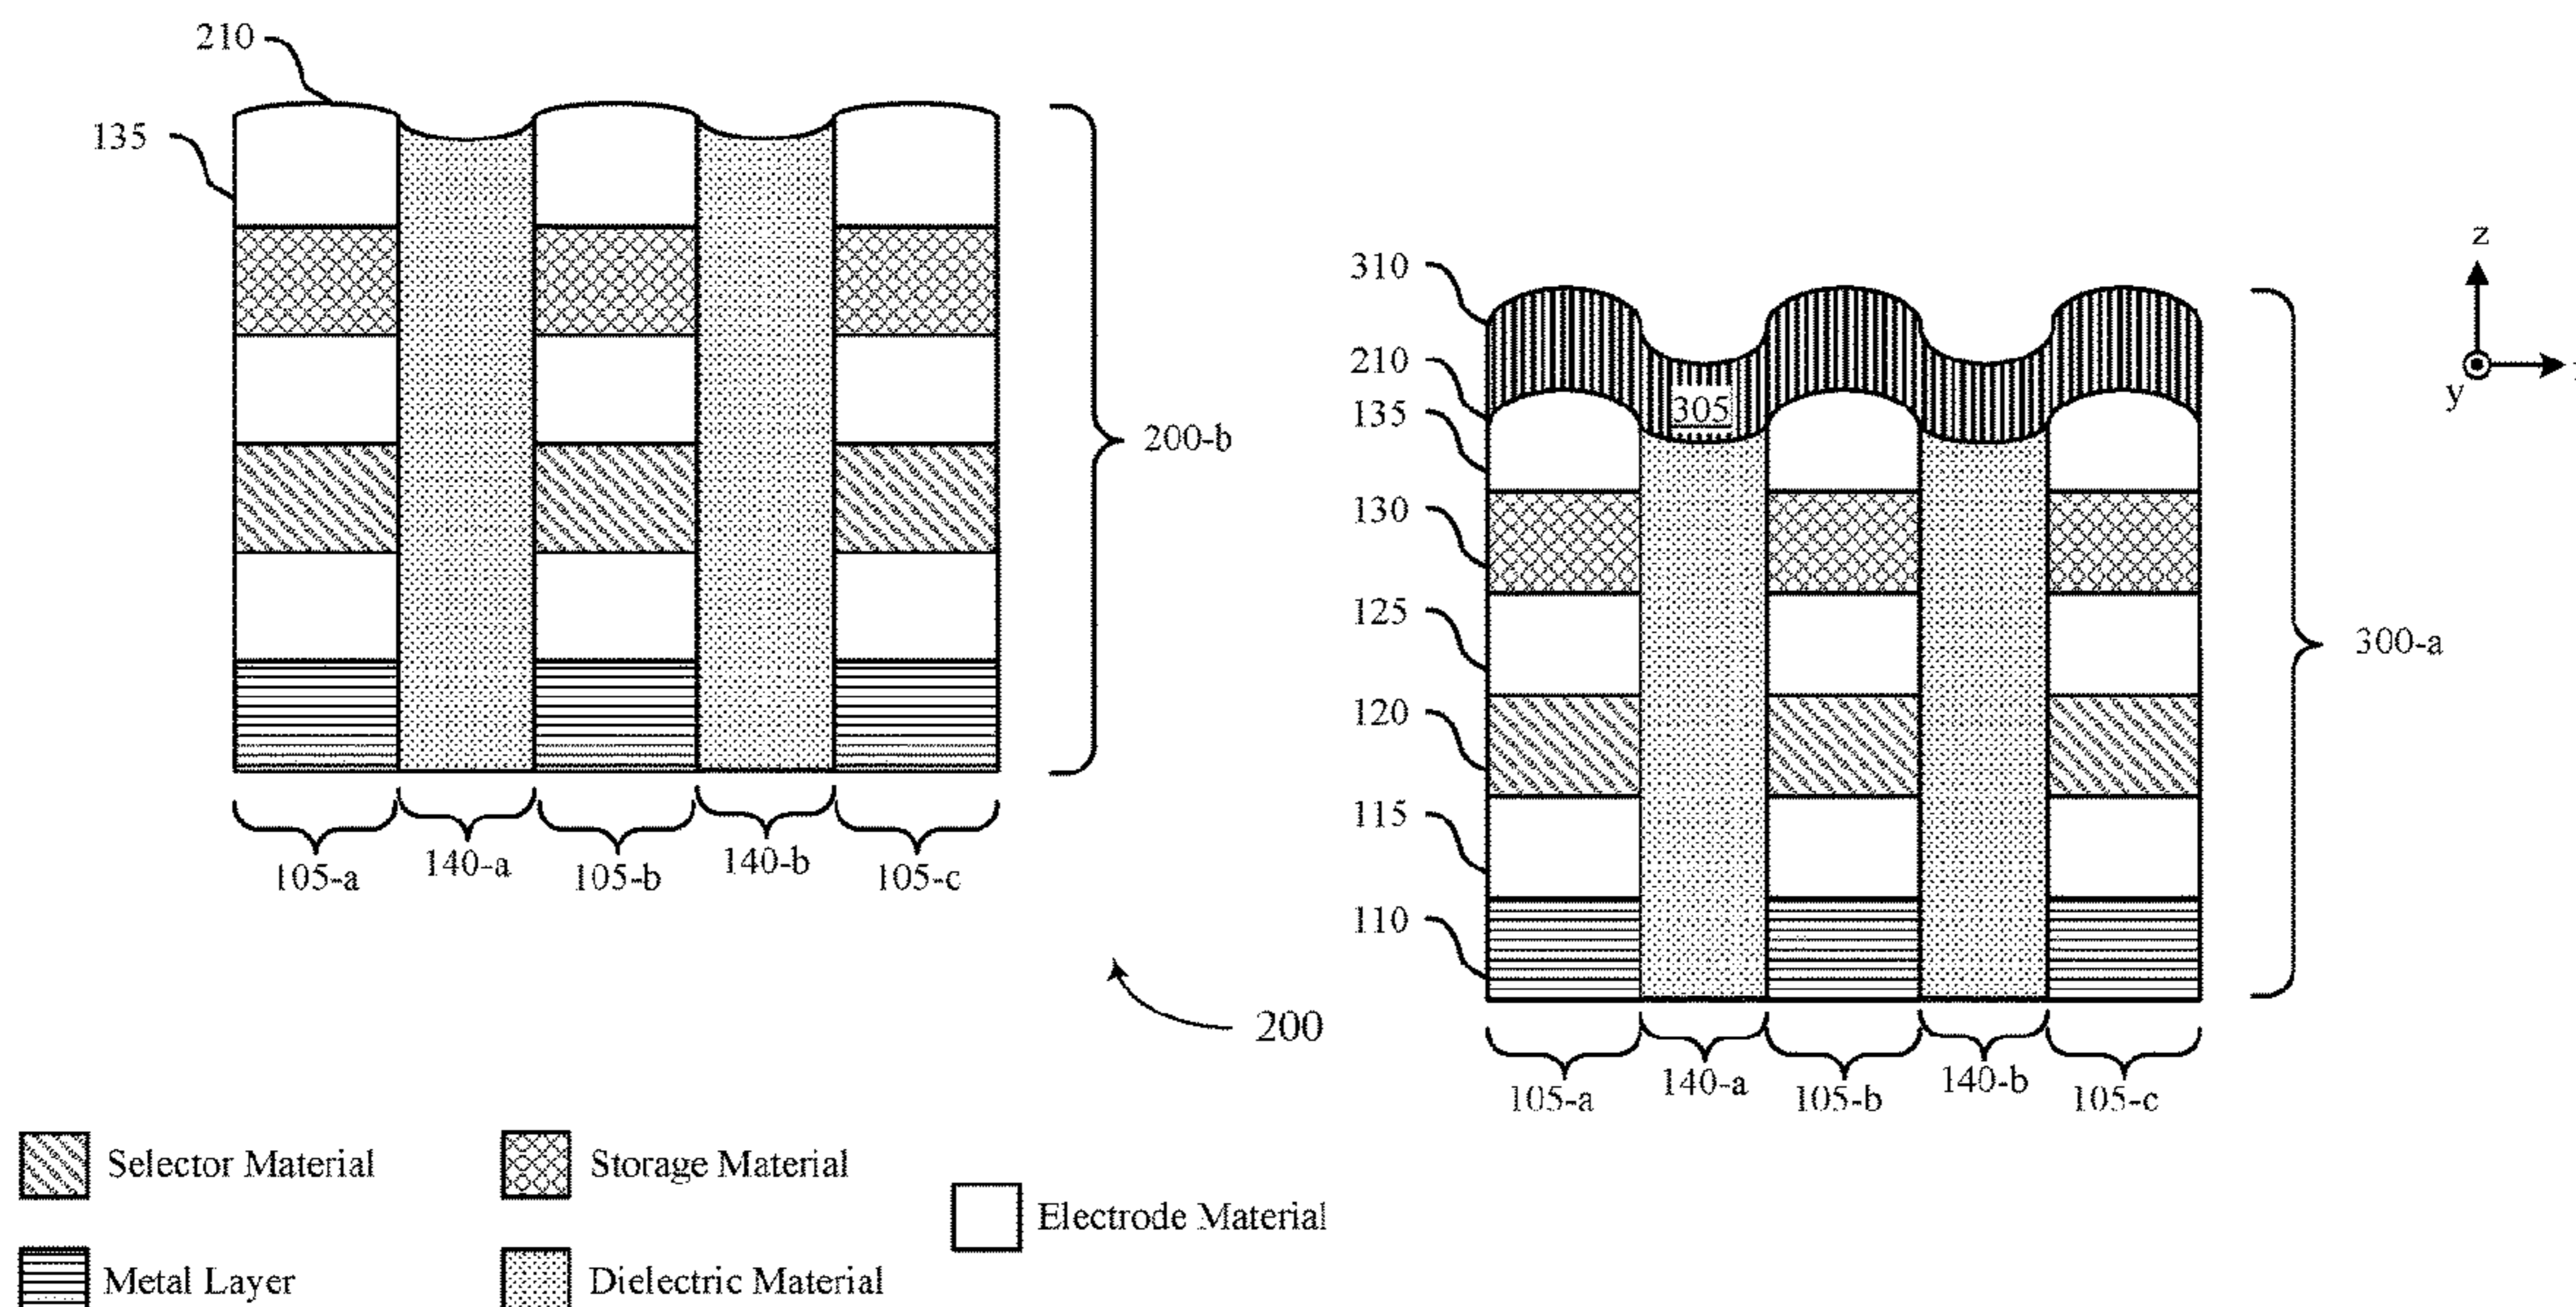 210
135
200-b
105-a 140-a 105-b 140-b 105-c
200
310
210
135
130
125
120
115
110
305
z
y
300-a
105-a 140-a 105-b 140-b 105-c
Selector Material
Storage Material
Electrode Material
Metal Layer
Dielectric Material